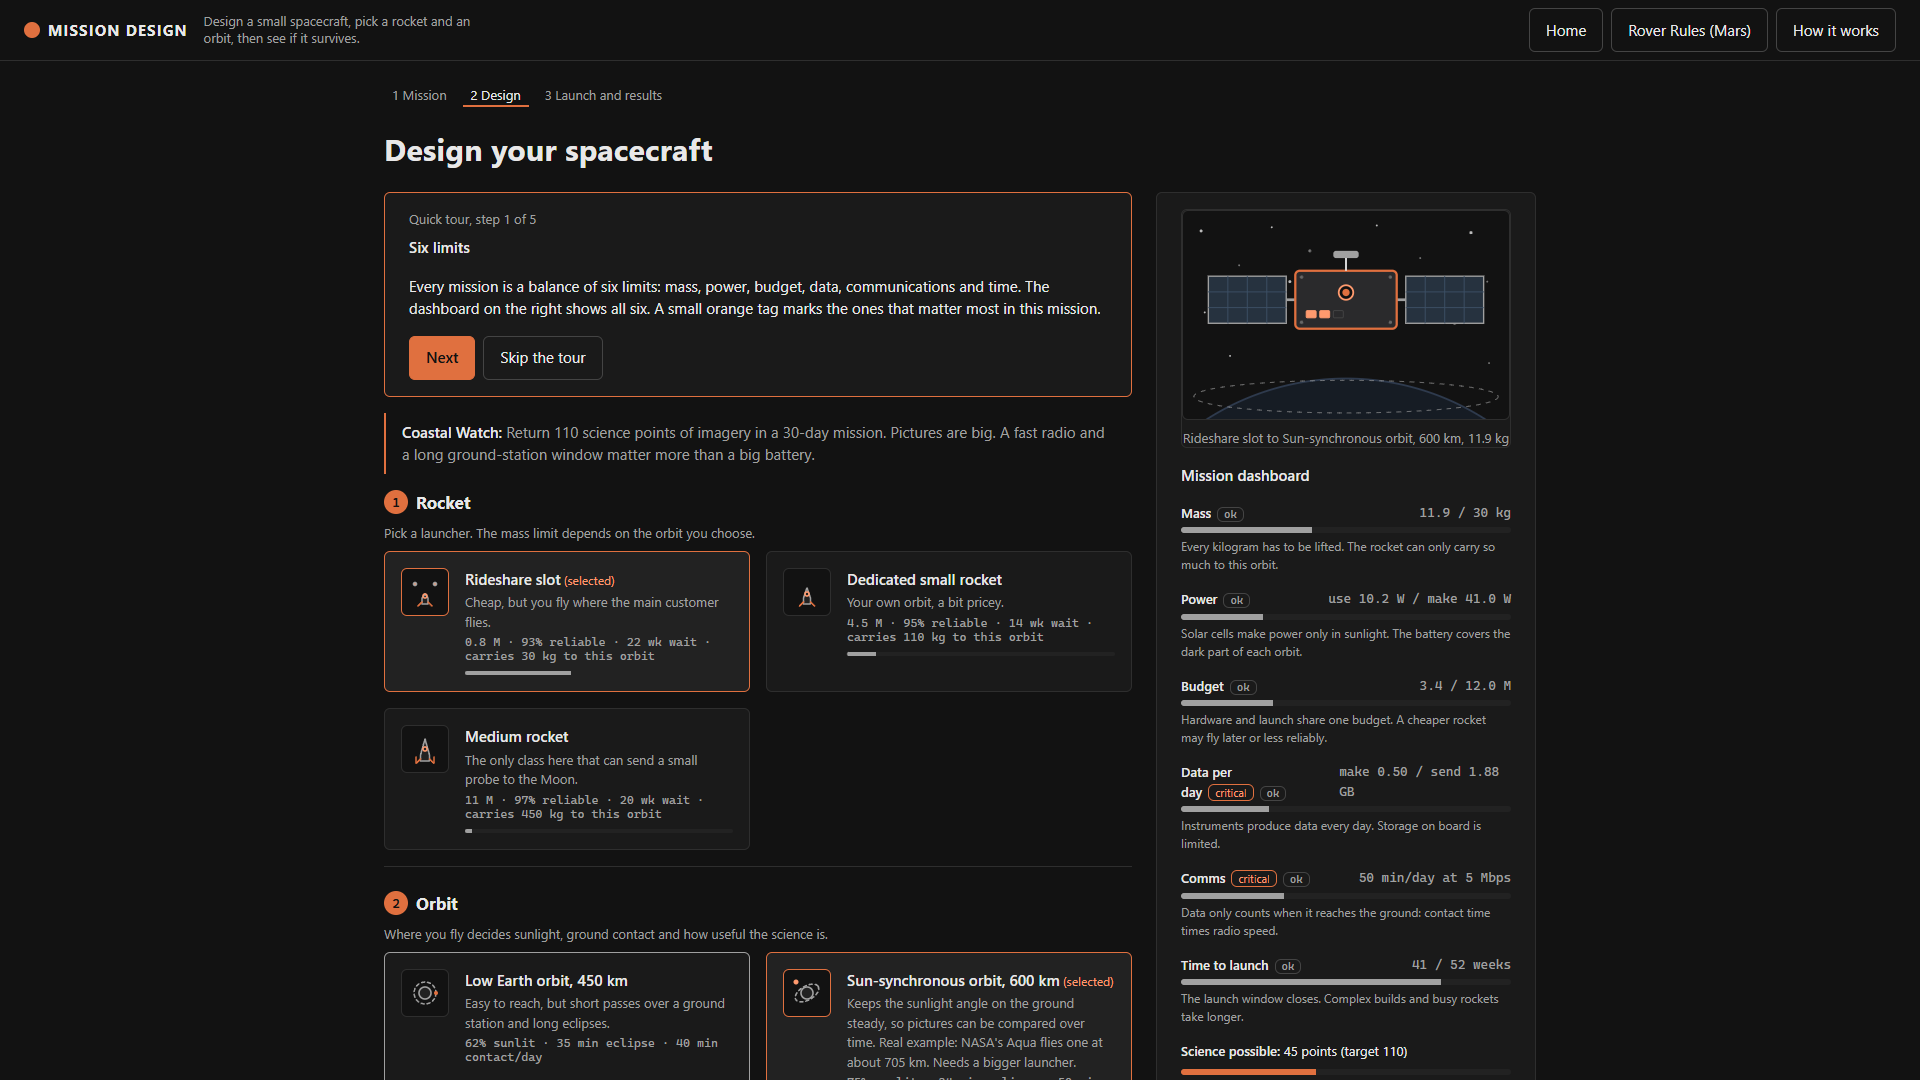 MISSION DESIGN
Design a small spacecraft, pick a rocket and an
orbit, then see if it survives.
Home
Rover Rules (Mars)
How it works
1 Mission
2 Design
3 Launch and results
Design your spacecraft
Quick tour, step 1 of 5
Six limits
Every mission is a balance of six limits: mass, power, budget, data, communications and time. The
dashboard on the right shows all six. A small orange tag marks the ones that matter most in this mission.
Next
Skip the tour
Coastal Watch: Return 110 science points of imagery in a 30-day mission. Pictures are big. A fast radio and
a long ground-station window matter more than a big battery.
1 Rocket
Pick a launcher. The mass limit depends on the orbit you choose.
Rideshare slot (selected)
Cheap, but you fly where the main customer
flies.
0.8 M · 93% reliable · 22 wk wait ·
carries 30 kg to this orbit
Dedicated small rocket
Your own orbit, a bit pricey.
4.5 M · 95% reliable · 14 wk wait ·
carries 110 kg to this orbit
Medium rocket
The only class here that can send a small
probe to the Moon.
11 M · 97% reliable · 20 wk wait ·
carries 450 kg to this orbit
2 Orbit
Where you fly decides sunlight, ground contact and how useful the science is.
Low Earth orbit, 450 km
Easy to reach, but short passes over a ground
station and long eclipses.
62% sunlit · 35 min eclipse · 40 min
contact/day
Sun-synchronous orbit, 600 km (selected)
Keeps the sunlight angle on the ground
steady, so pictures can be compared over
time. Real example: NASA's Aqua flies one at
about 705 km. Needs a bigger launcher.
Rideshare slot to Sun-synchronous orbit, 600 km, 11.9 kg
Mission dashboard
Mass ok 11.9 / 30 kg
Every kilogram has to be lifted. The rocket can only carry so
much to this orbit.
Power ok use 10.2 W / make 41.0 W
Solar cells make power only in sunlight. The battery covers the
dark part of each orbit.
Budget ok 3.4 / 12.0 M
Hardware and launch share one budget. A cheaper rocket
may fly later or less reliably.
Data per make 0.50 / send 1.88
day critical ok GB
Instruments produce data every day. Storage on board is
limited.
Comms critical ok 50 min/day at 5 Mbps
Data only counts when it reaches the ground: contact time
times radio speed.
Time to launch ok 41 / 52 weeks
The launch window closes. Complex builds and busy rockets
take longer.
Science possible: 45 points (target 110)